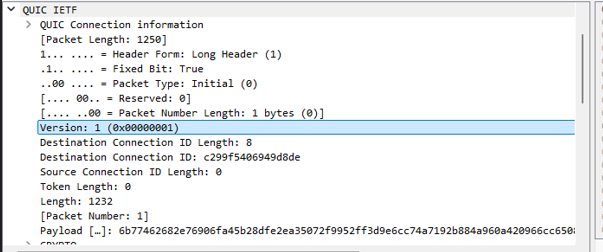 QUIC IETF
QUIC Connection information
[Packet Length: 1250]
1... .... = Header Form: Long Header (1)
.1.. .... = Fixed Bit: True
..00 .... = Packet Type: Initial (0)
[.... 00.. = Reserved: 0]
[.... ..00 = Packet Number Length: 1 bytes (0)]
Version: 1 (0x00000001)
Destination Connection ID Length: 8
Destination Connection ID: c299f5406949d8de
Source Connection ID Length: 0
Token Length: 0
Length: 1232
[Packet Number: 1]
Payload […]: 6b77462682e76906fa45b28dfe2ea35072f9952ff3d9e6cc74a7192b884a960a420966cc650